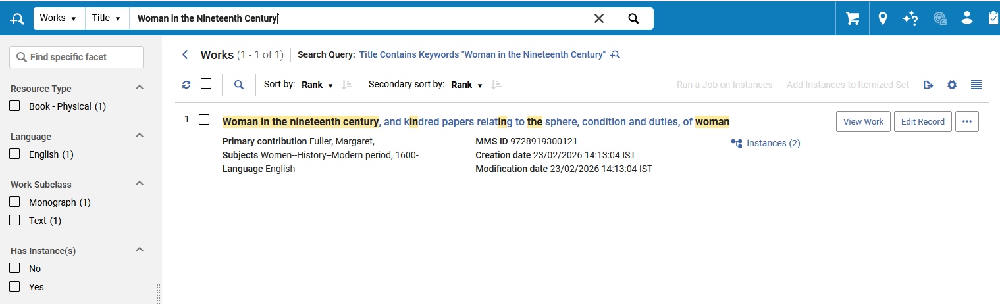 Works ▼ Title ▼ Woman in the Nineteenth Century
Find specific facet
Resource Type
Book - Physical (1)
Language
English (1)
Work Subclass
Monograph (1)
Text (1)
Has Instance(s)
No
Yes
Works (1 - 1 of 1) Search Query: Title Contains Keywords "Woman in the Nineteenth Century"
Sort by: Rank ▼ Secondary sort by: Rank ▼ Run a Job on Instances Add Instances to Itemized Set
1 Woman in the nineteenth century, and kindred papers relating to the sphere, condition and duties, of woman View Work Edit Record ...
Primary contribution Fuller, Margaret, MMS ID 9728919300121 instances (2)
Subjects Women--History--Modern period, 1600- Creation date 23/02/2026 14:13:04 IST
Language English Modification date 23/02/2026 14:13:04 IST